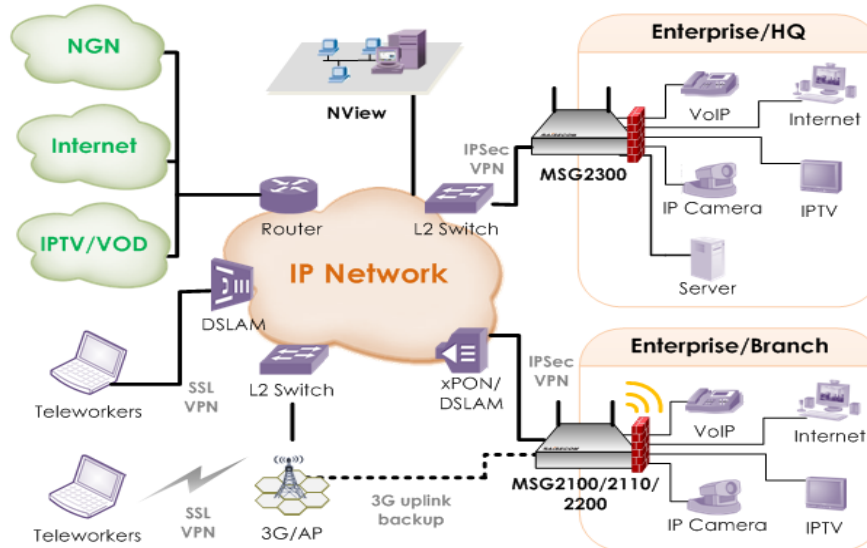 NGN
Internet
IPTV/VOD
NView
Router
L2 Switch
IP Network
DSLAM
L2 Switch
xPON/
DSLAM
IPSec
VPN
MSG2300
Enterprise/HQ
VoIP
Internet
IP Camera
IPTV
Server
Teleworkers
SSL
VPN
Teleworkers
SSL
VPN
3G/AP
3G uplink
backup
IPSec
VPN
Enterprise/Branch
RAISECOM
MSG2100/2110/
2200
VoIP
Internet
IP Camera
IPTV
RAISECOM